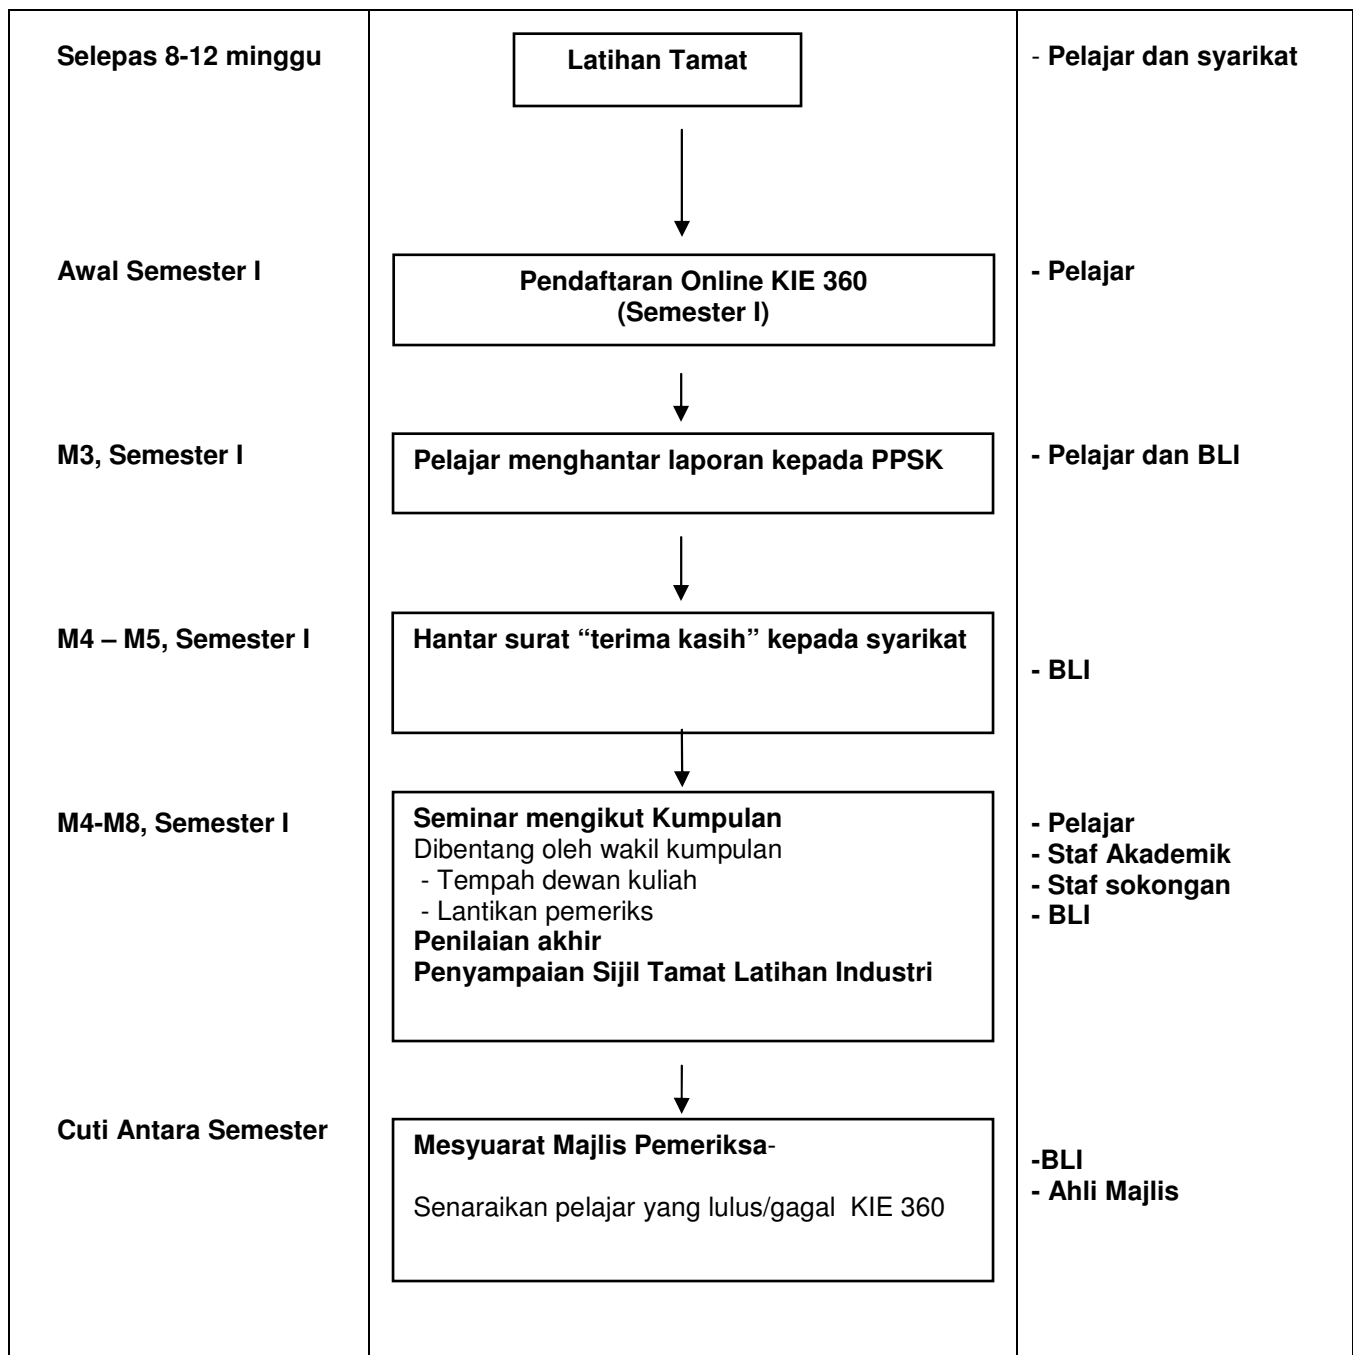 Selepas 8-12 minggu
Latihan Tamat
- Pelajar dan syarikat
Awal Semester I
Pendaftaran Online KIE 360
(Semester I)
- Pelajar
M3, Semester I
Pelajar menghantar laporan kepada PPSK
- Pelajar dan BLI
M4 – M5, Semester I
Hantar surat “terima kasih” kepada syarikat
- BLI
M4-M8, Semester I
Seminar mengikut Kumpulan
Dibentang oleh wakil kumpulan
- Tempah dewan kuliah
- Lantikan pemeriks
Penilaian akhir
Penyampaian Sijil Tamat Latihan Industri
- Pelajar
- Staf Akademik
- Staf sokongan
- BLI
Cuti Antara Semester
Mesyuarat Majlis Pemeriksa-
Senaraikan pelajar yang lulus/gagal  KIE 360
-BLI
- Ahli Majlis